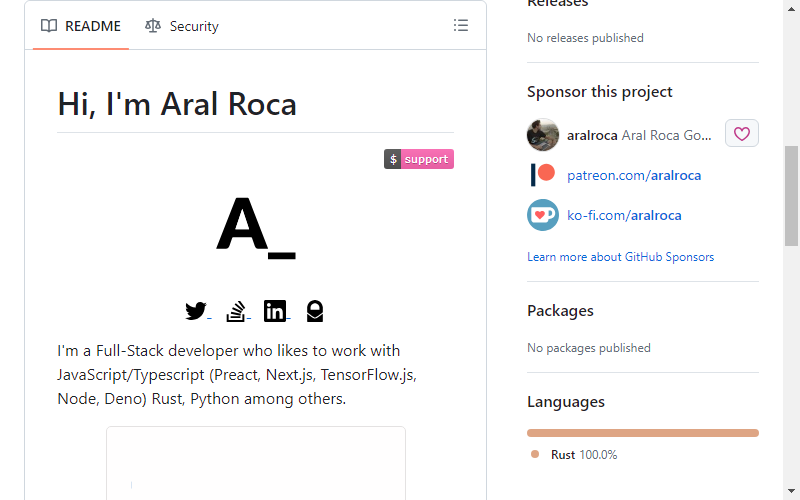 README
Security
Hi, I'm Aral Roca
$ support
A_
I'm a Full-Stack developer who likes to work with
JavaScript/Typescript (Preact, Next.js, TensorFlow.js,
Node, Deno) Rust, Python among others.
Releases
No releases published
Sponsor this project
aralroca Aral Roca Go...
patreon.com/aralroca
ko-fi.com/aralroca
Learn more about GitHub Sponsors
Packages
No packages published
Languages
Rust 100.0%